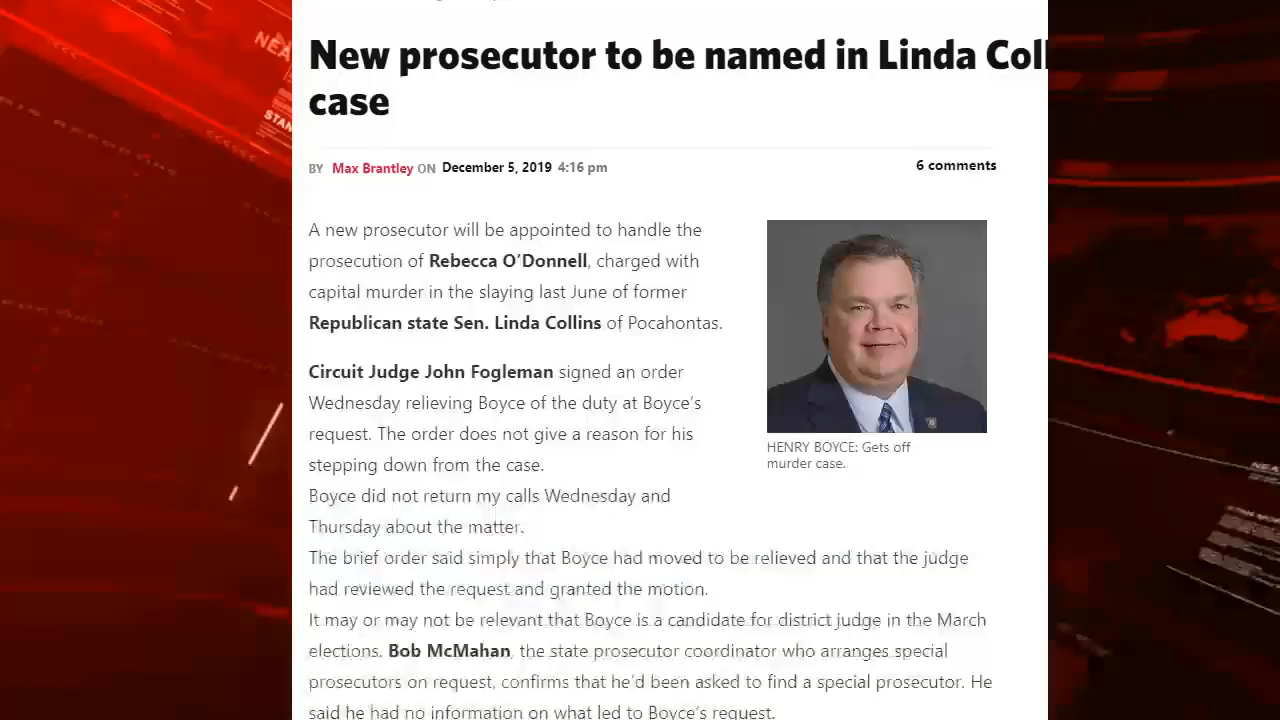 New prosecutor to be named in Linda Coll
case
BY Max Brantley ON December 5, 2019 4:16 pm
6 comments
A new prosecutor will be appointed to handle the
prosecution of Rebecca O'Donnell, charged with
capital murder in the slaying last June of former
Republican state Sen. Linda Collins of Pocahontas.
HENRY BOYCE: Gets off
murder case.
Circuit Judge John Fogleman signed an order
Wednesday relieving Boyce of the duty at Boyce's
request. The order does not give a reason for his
stepping down from the case.
Boyce did not return my calls Wednesday and
Thursday about the matter.
The brief order said simply that Boyce had moved to be relieved and that the judge
had reviewed the request and granted the motion.
It may or may not be relevant that Boyce is a candidate for district judge in the March
elections. Bob McMahan, the state prosecutor coordinator who arranges special
prosecutors on request, confirms that he'd been asked to find a special prosecutor. He
said he had no information on what led to Boyce's request.